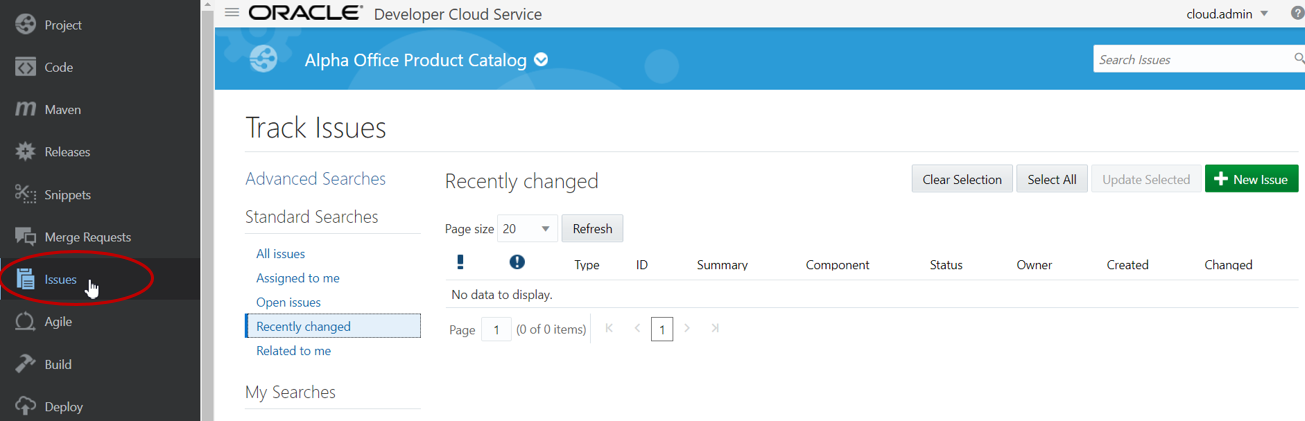 ORACLE® Developer Cloud Service
cloud.admin
Project
Code
Maven
Releases
Snippets
Merge Requests
Issues
Agile
Build
Deploy
Alpha Office Product Catalog
Search Issues
Track Issues
Advanced Searches
Standard Searches
All issues
Assigned to me
Open issues
Recently changed
Related to me
My Searches
Recently changed
Clear Selection Select All Update Selected New Issue
Page size 20 Refresh
Type ID Summary Component Status Owner Created Changed
No data to display.
Page 1 (0 of 0 items) 1